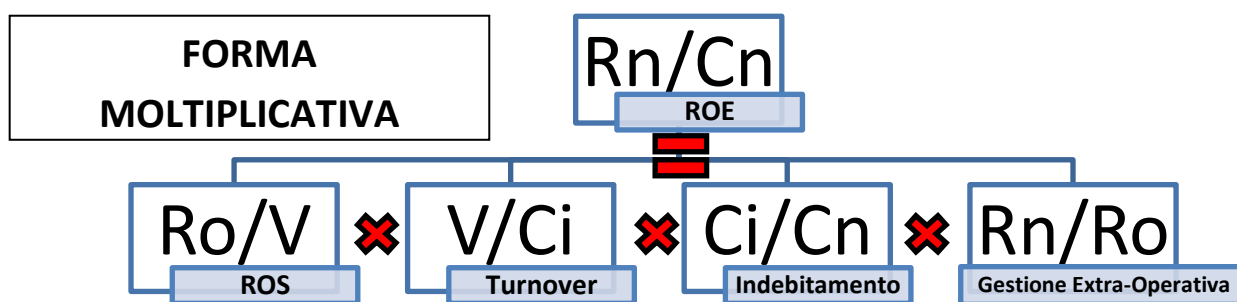 FORMA
MOLTIPLICATIVA
Rn/Cn
ROE
Ro/V
ROS
V/Ci
Turnover
Ci/Cn
Indebitamento
Rn/Ro
Gestione Extra-Operativa